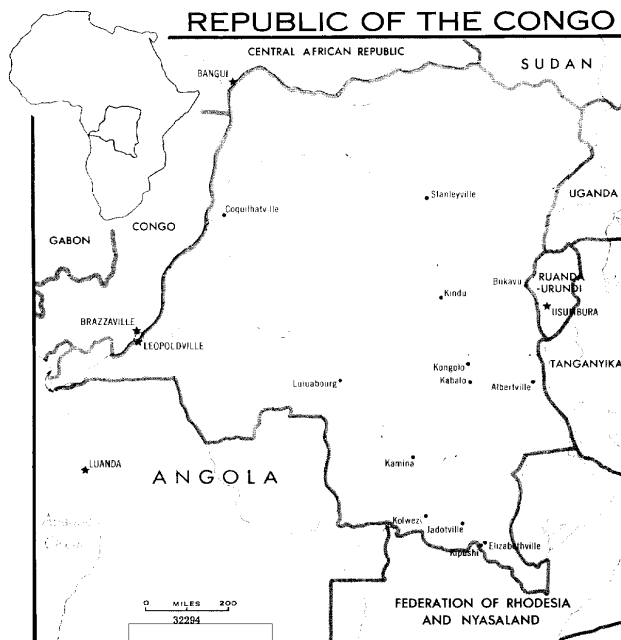 REPUBLIC OF THE CONGO
CENTRAL AFRICAN REPUBLIC
SUDAN
BANGUI
Stanleyville
UGANDA
Coquilhatville
CONGO
GABON
Bukavu
RUANDA
-URUNDI
Kindu
USUMBURA
BRAZZAVILLE
LEOPOLDVILLE
Kongolo
TANGANYIKA
Luluabourg
Kabalo
Albertville
LUANDA
Kamina
ANGOLA
Kolwezi
Jadotville
Elizabethville
Kipushi
0 MILES 200
32294
FEDERATION OF RHODESIA
AND NYASALAND